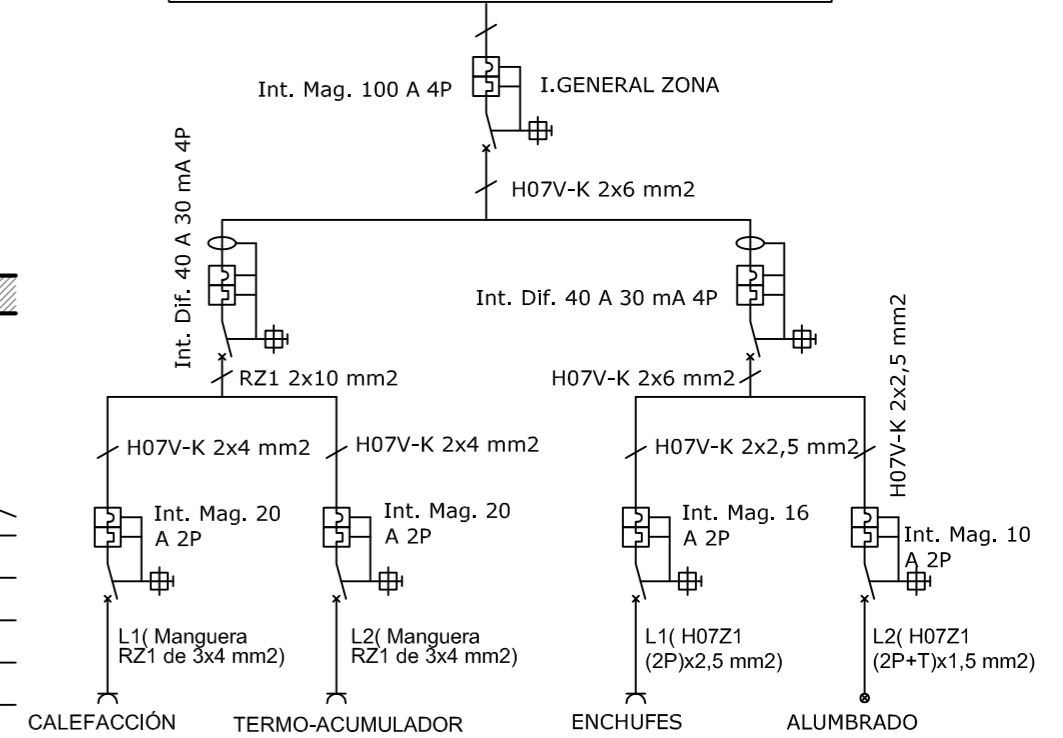 Int. Mag. 100 A 4P
I.GENERAL ZONA
H07V-K 2x6 mm2
Int. Dif. 40 A 30 mA 4P
Int. Dif. 40 A 30 mA 4P
RZ1 2x10 mm2
H07V-K 2x6 mm2
H07V-K 2x4 mm2
H07V-K 2x4 mm2
H07V-K 2x2,5 mm2
H07V-K 2x2,5 mm2
Int. Mag. 20
A 2P
Int. Mag. 20
A 2P
Int. Mag. 16
A 2P
Int. Mag. 10
A 2P
L1( Manguera
RZ1 de 3x4 mm2)
L2( Manguera
RZ1 de 3x4 mm2)
L1( H07Z1
(2P)x2,5 mm2)
L2( H07Z1
(2P+T)x1,5 mm2)
CALEFACCIÓN
TERMO-ACUMULADOR
ENCHUFES
ALUMBRADO